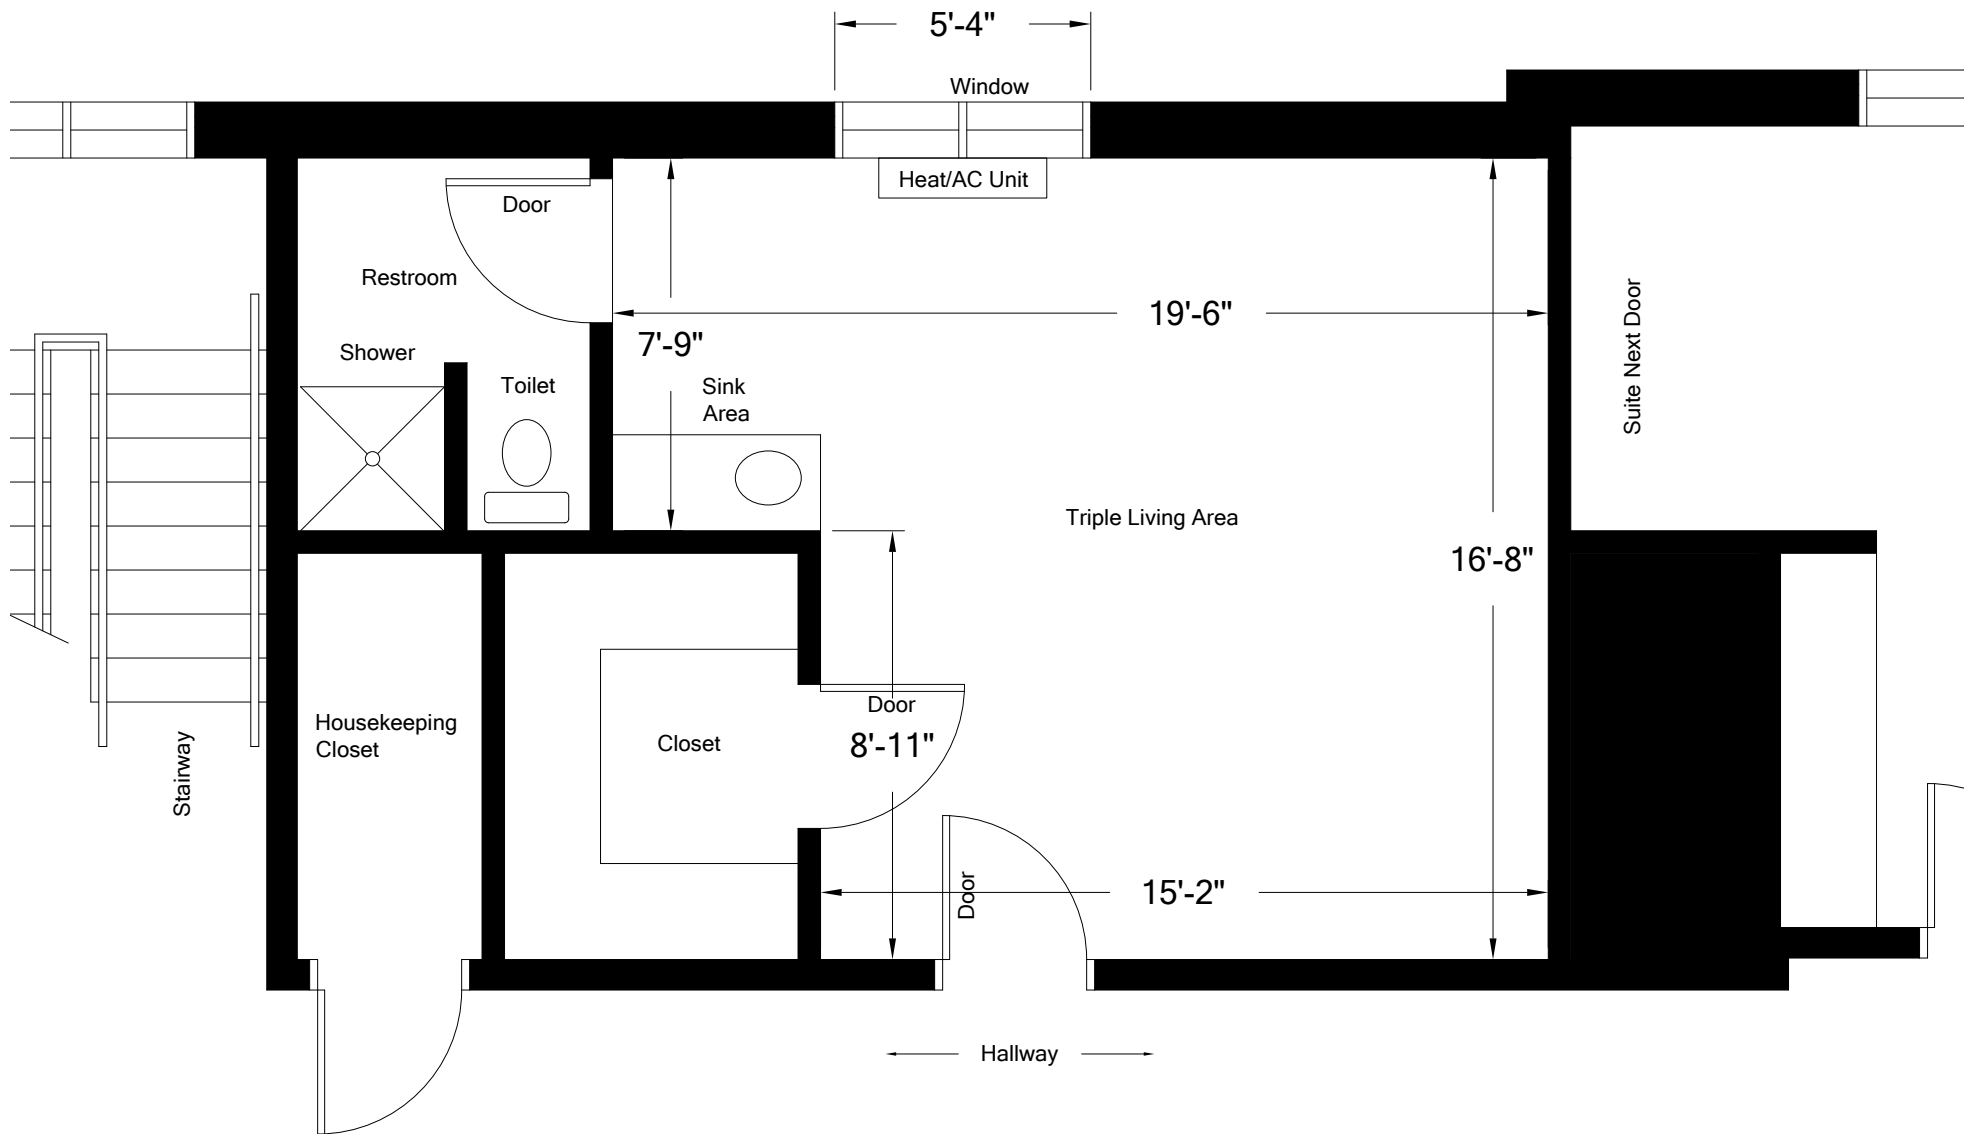 5'-4"
Window
Heat/AC Unit
Door
Restroom
19'-6"
7'-9"
Shower
Toilet
Sink
Area
Suite Next Door
Triple Living Area
16'-8"
Door
Housekeeping
Closet
Closet
8'-11"
Stairway
Door
15'-2"
Hallway